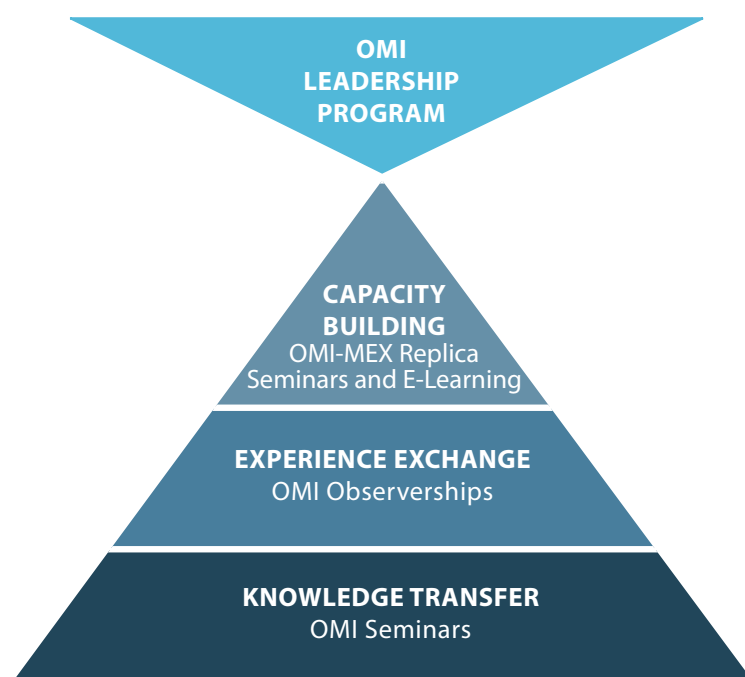 OMI
LEADERSHIP
PROGRAM
CAPACITY
BUILDING
OMI-MEX Replica
Seminars and E-Learning
EXPERIENCE EXCHANGE
OMI Observerships
KNOWLEDGE TRANSFER
OMI Seminars